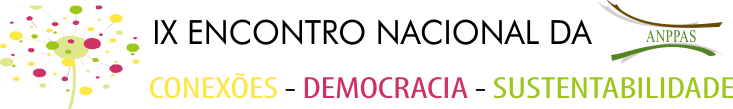 IX ENCONTRO NACIONAL DA
ANPPAS
CONEXÕES - DEMOCRACIA - SUSTENTABILIDADE